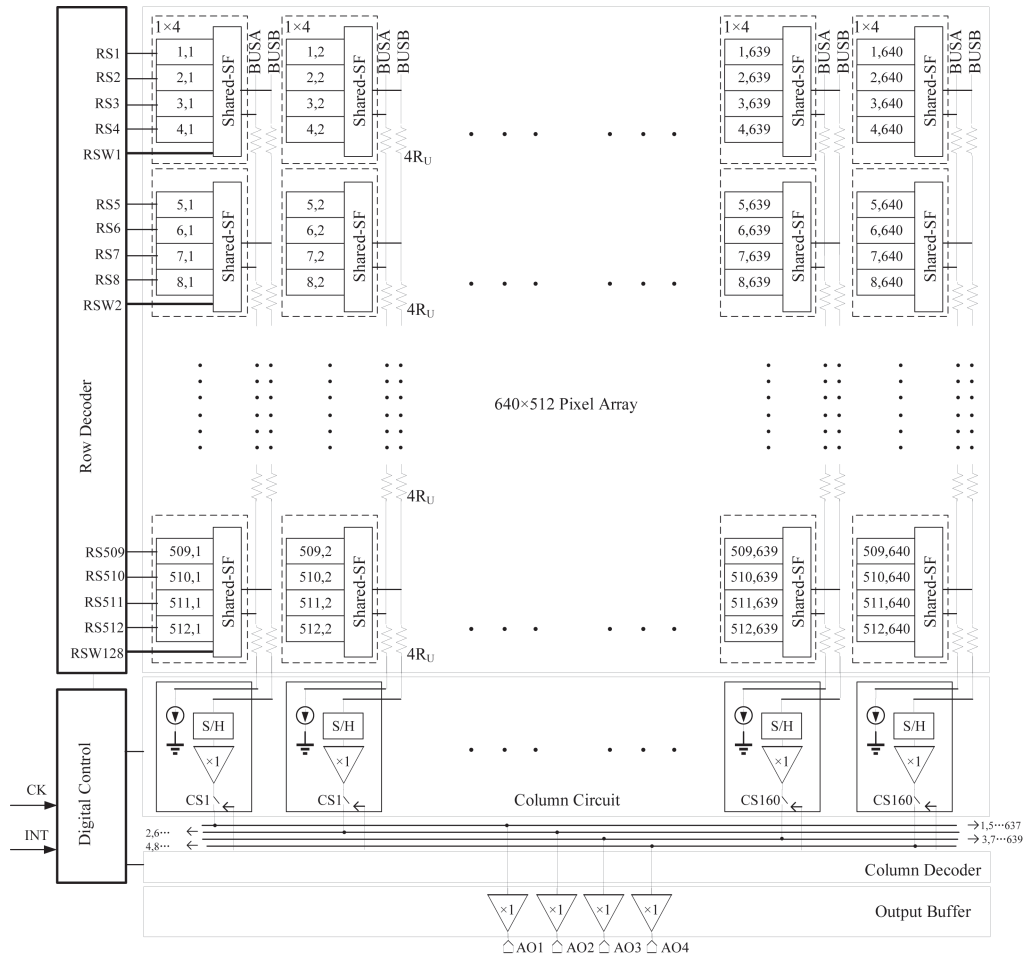 1×4 1×4 1×4 1×4
BUSA BUSB BUSA BUSB BUSA BUSB BUSA BUSB
RS1 1,1 1,2 1,639 1,640
RS2 2,1 2,2 2,639 2,640
RS3 3,1 3,2 3,639 3,640
RS4 4,1 4,2 4,639 4,640
Shared-SF Shared-SF Shared-SF Shared-SF
RSW1 4RU
RS5 5,1 5,2 5,639 5,640
RS6 6,1 6,2 6,639 6,640
RS7 7,1 7,2 7,639 7,640
RS8 8,1 8,2 8,639 8,640
Shared-SF Shared-SF Shared-SF Shared-SF
RSW2 4RU
Row Decoder
640×512 Pixel Array
4RU
RS509 509,1 509,2 509,639 509,640
RS510 510,1 510,2 510,639 510,640
RS511 511,1 511,2 511,639 511,640
RS512 512,1 512,2 512,639 512,640
Shared-SF Shared-SF Shared-SF Shared-SF
RSW128 4RU
S/H S/H S/H S/H
×1 ×1 ×1 ×1
CS1 CS1 CS160 CS160
Column Circuit
Digital Control
CK
INT
2,6··· 1,5···637
4,8··· 3,7···639
Column Decoder
Output Buffer
×1 ×1 ×1 ×1
AO1 AO2 AO3 AO4